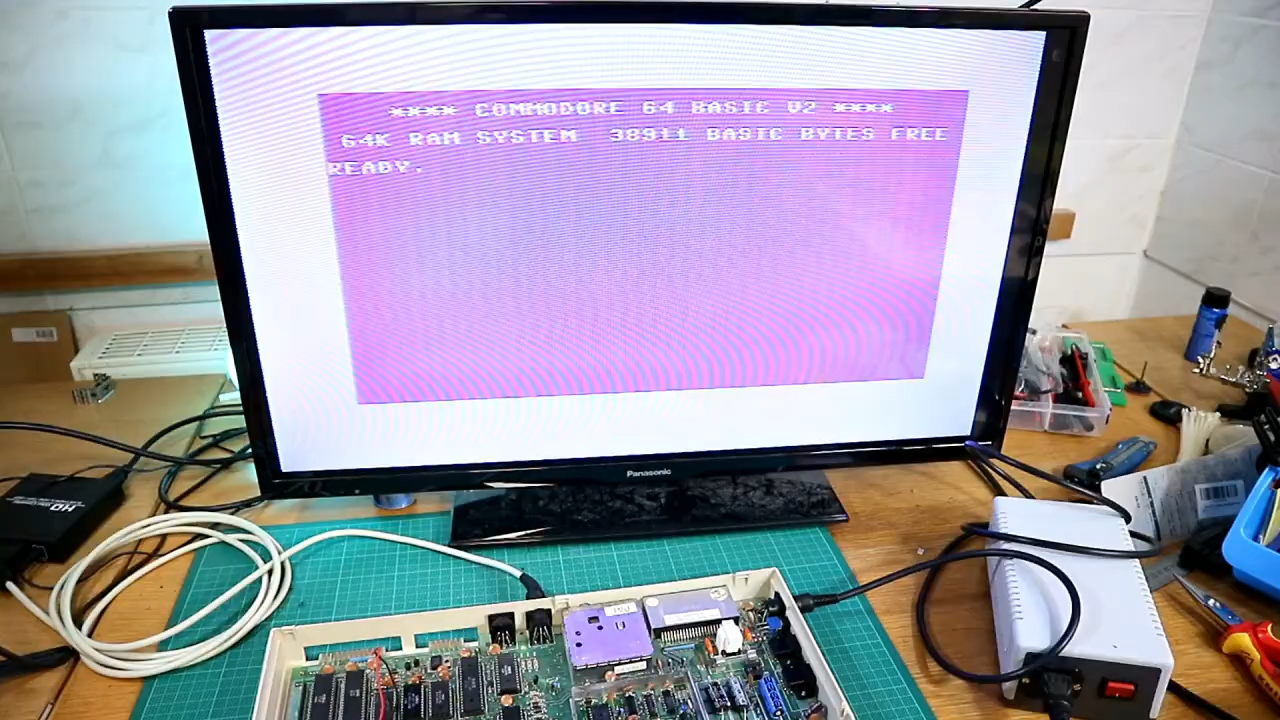 **** COMMODORE 64 BASIC V2 ****
64K RAM SYSTEM  38911 BASIC BYTES FREE
READY.
Panasonic
HD